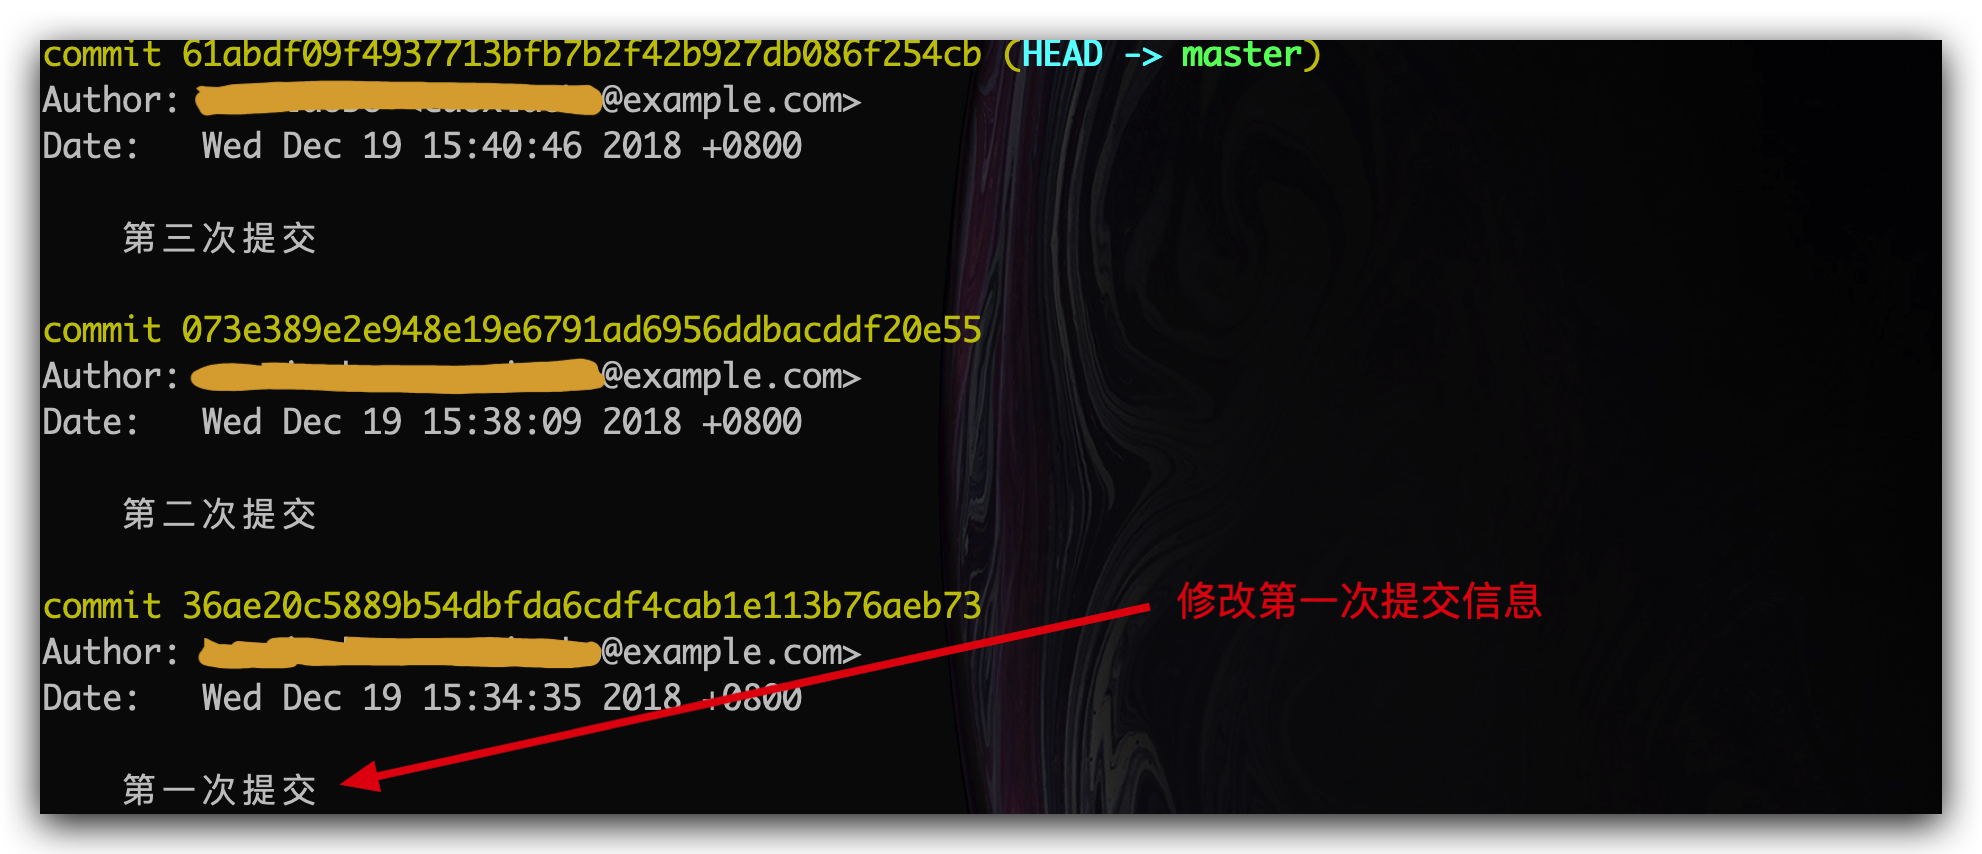 commit 61abdf09f4937713bfb7b2f42b927db086f254cb (HEAD -> master)
Author: @example.com>
Date:   Wed Dec 19 15:40:46 2018 +0800
第三次提交
commit 073e389e2e948e19e6791ad6956ddbacddf20e55
Author: @example.com>
Date:   Wed Dec 19 15:38:09 2018 +0800
第二次提交
修改第一次提交信息
commit 36ae20c5889b54dbfda6cdf4cab1e113b76aeb73
Author: @example.com>
Date:   Wed Dec 19 15:34:35 2018 +0800
第一次提交